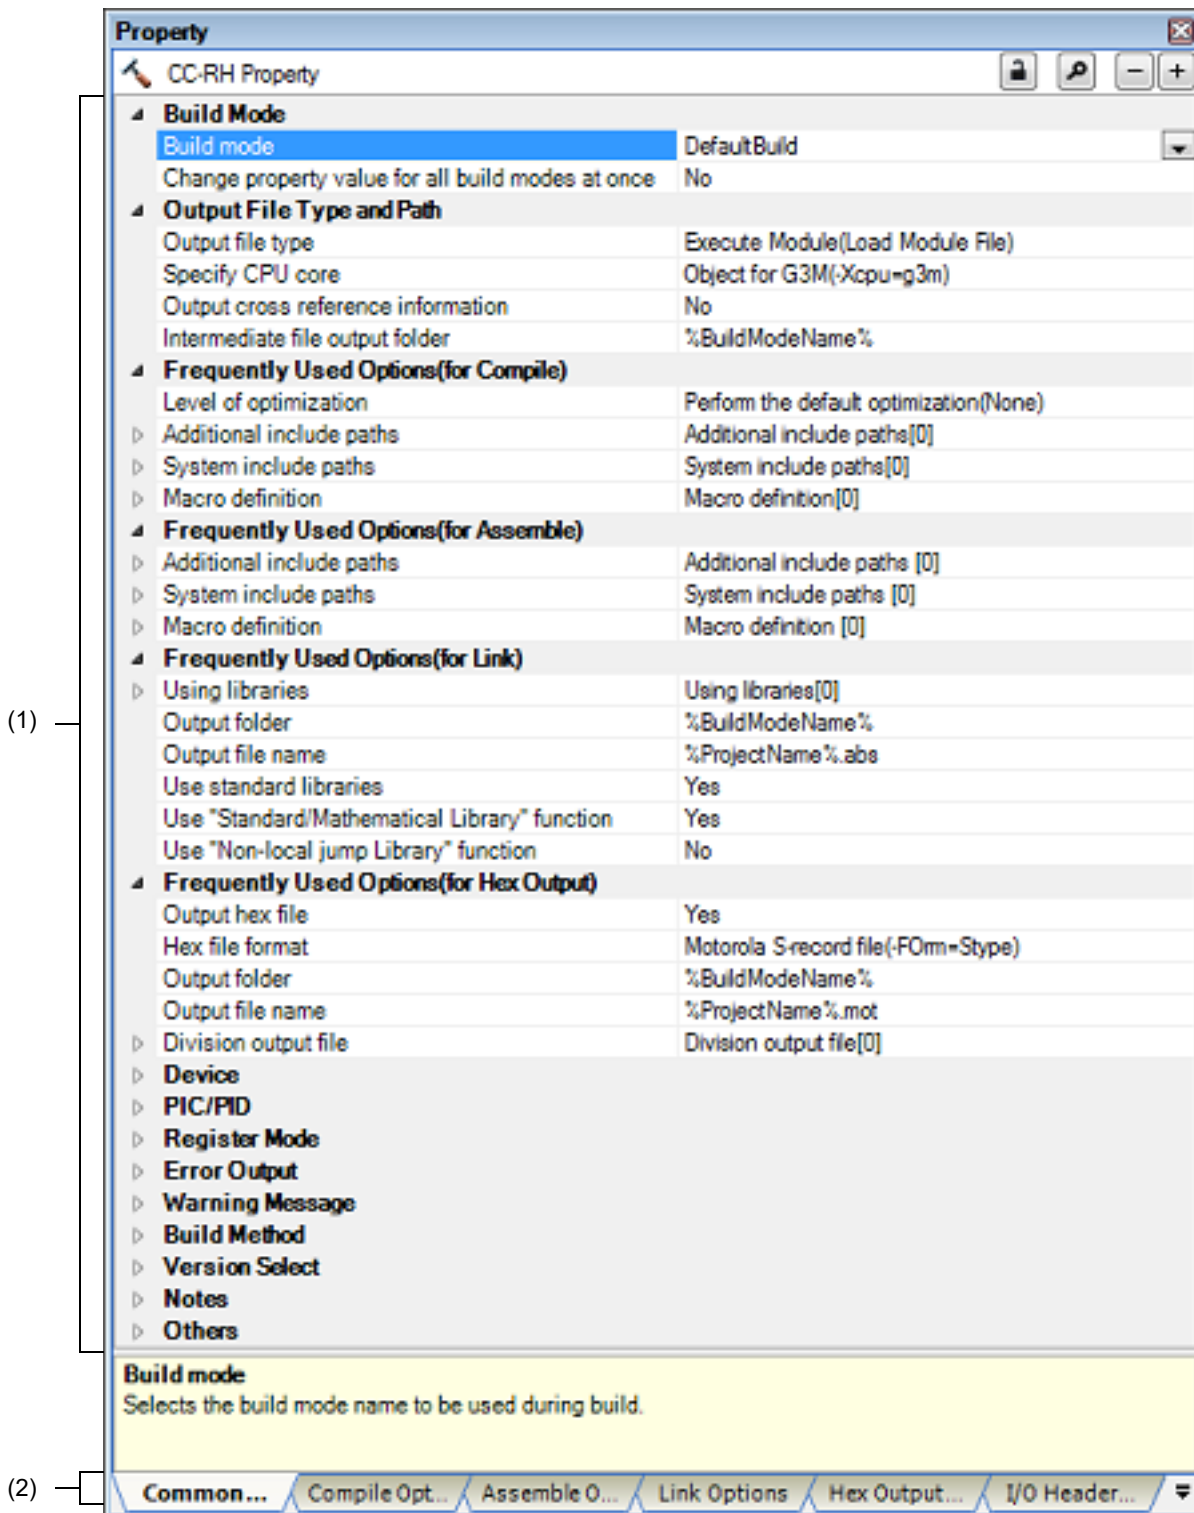 Property
CC-RH Property
Build Mode
Build mode DefaultBuild
Change property value for all build modes at once No
Output File Type and Path
Output file type Execute Module(Load Module File)
Specify CPU core Object for G3M(-Xcpu=g3m)
Output cross reference information No
Intermediate file output folder %BuildModeName%
Frequently Used Options(for Compile)
Level of optimization Perform the default optimization(None)
Additional include paths Additional include paths[0]
System include paths System include paths[0]
Macro definition Macro definition[0]
Frequently Used Options(for Assemble)
Additional include paths Additional include paths [0]
System include paths System include paths [0]
Macro definition Macro definition [0]
Frequently Used Options(for Link)
Using libraries Using libraries[0]
(1)
Output folder %BuildModeName%
Output file name %ProjectName%.abs
Use standard libraries Yes
Use "Standard/Mathematical Library" function Yes
Use "Non-local jump Library" function No
Frequently Used Options(for Hex Output)
Output hex file Yes
Hex file format Motorola S-record file(-FOrm=Stype)
Output folder %BuildModeName%
Output file name %ProjectName%.mot
Division output file Division output file[0]
Device
PIC/PID
Register Mode
Error Output
Warning Message
Build Method
Version Select
Notes
Others
Build mode
Selects the build mode name to be used during build.
(2)
Common... Compile Opt... Assemble O... Link Options Hex Output... I/O Header...